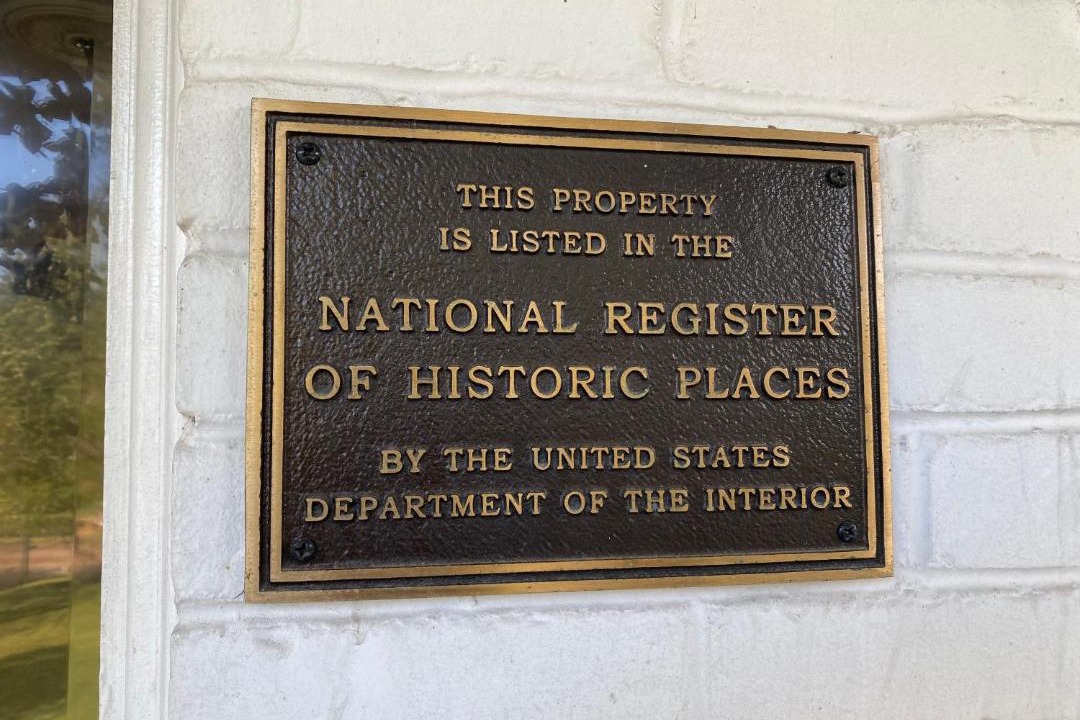 THIS PROPERTY
IS LISTED IN THE
NATIONAL REGISTER
OF HISTORIC PLACES
BY THE UNITED STATES
DEPARTMENT OF THE INTERIOR